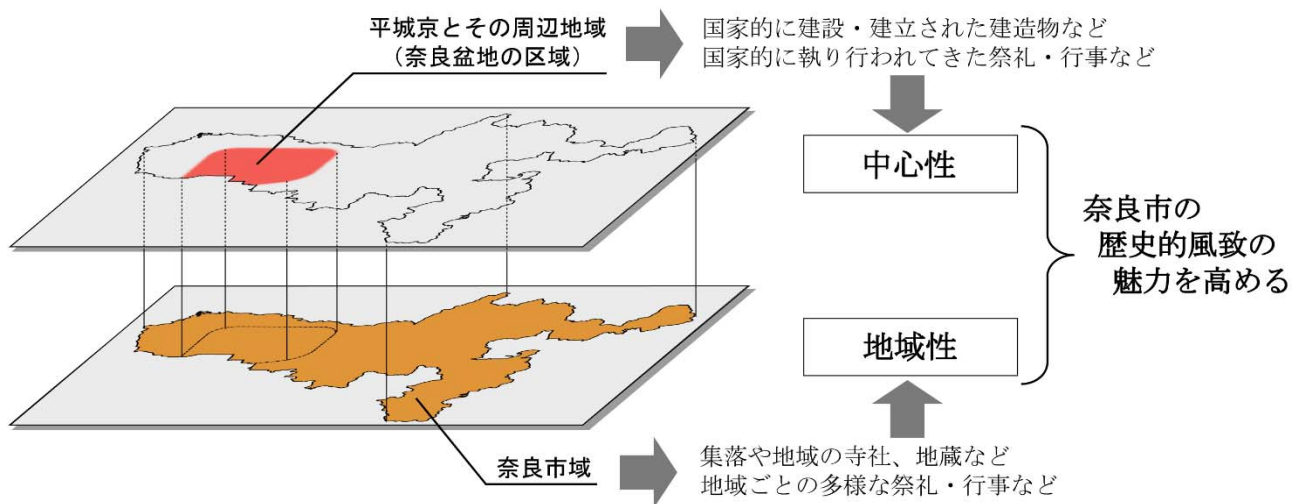 平城京とその周辺地域
（奈良盆地の区域）
国家的に建設・建立された建造物など
国家的に執り行われてきた祭礼・行事など
中心性
奈良市の
歴史的風致の
魅力を高める
地域性
奈良市域
集落や地域の寺社、地蔵など
地域ごとの多様な祭礼・行事など